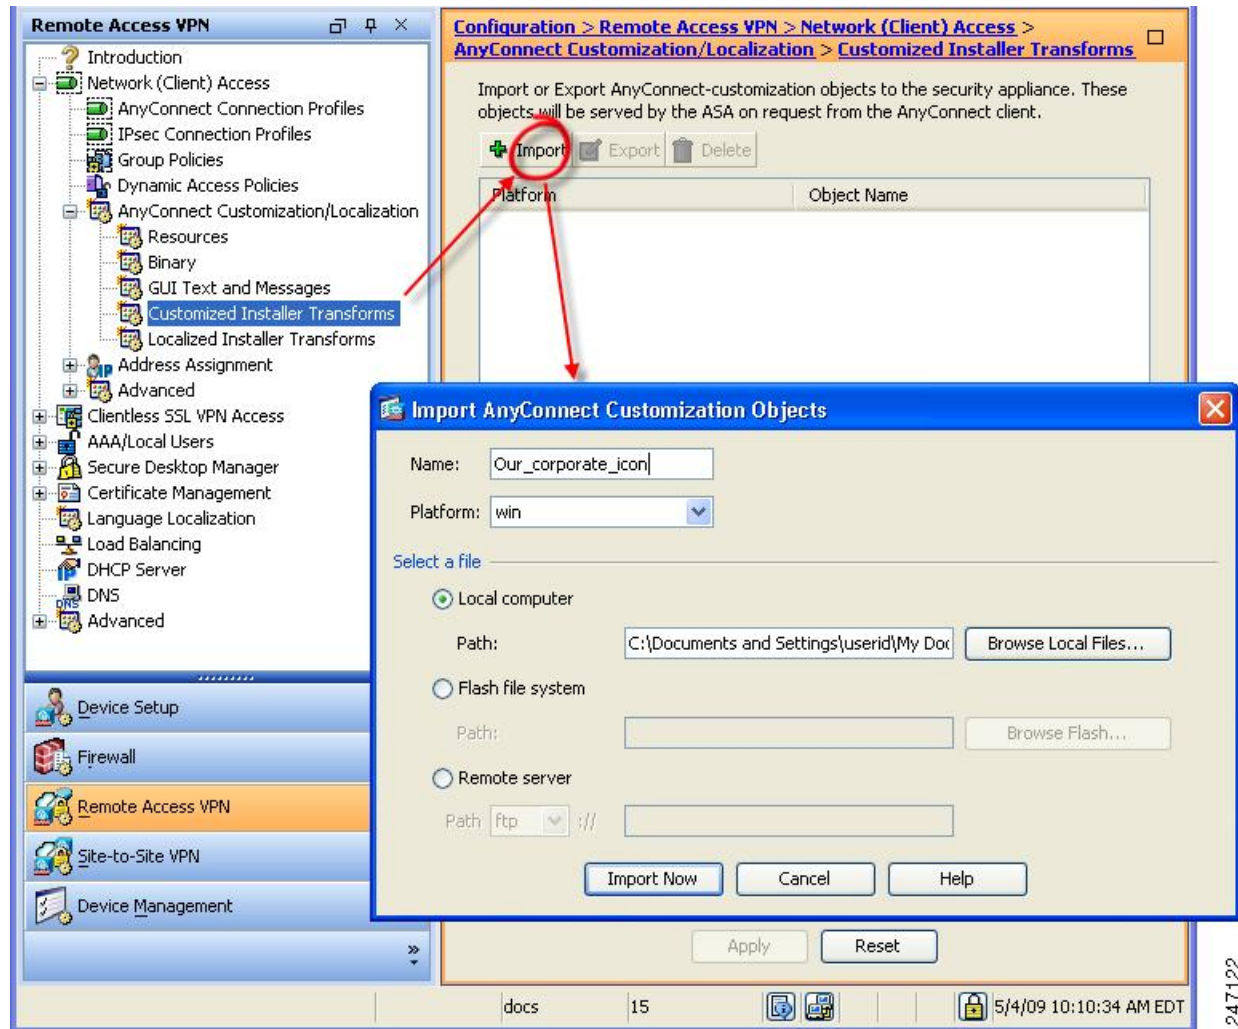 Remote Access VPN
Introduction
Network (Client) Access
AnyConnect Connection Profiles
IPsec Connection Profiles
Group Policies
Dynamic Access Policies
AnyConnect Customization/Localization
Resources
Binary
GUI Text and Messages
Customized Installer Transforms
Localized Installer Transforms
Address Assignment
Advanced
Clientless SSL VPN Access
AAA/Local Users
Secure Desktop Manager
Certificate Management
Language Localization
Load Balancing
DHCP Server
DNS
Advanced
Device Setup
Firewall
Remote Access VPN
Site-to-Site VPN
Device Management
Configuration > Remote Access VPN > Network (Client) Access >
AnyConnect Customization/Localization > Customized Installer Transforms
Import or Export AnyConnect-customization objects to the security appliance. These
objects will be served by the ASA on request from the AnyConnect client.
Import Export Delete
Platform Object Name
Import AnyConnect Customization Objects
Name: Our_corporate_icon
Platform: win
Select a file
Local computer
Path: C:\Documents and Settings\userid\My Doc Browse Local Files...
Flash file system
Path: Browse Flash...
Remote server
Path ftp ://
Import Now Cancel Help
Apply Reset
docs 15 5/4/09 10:10:34 AM EDT
247122